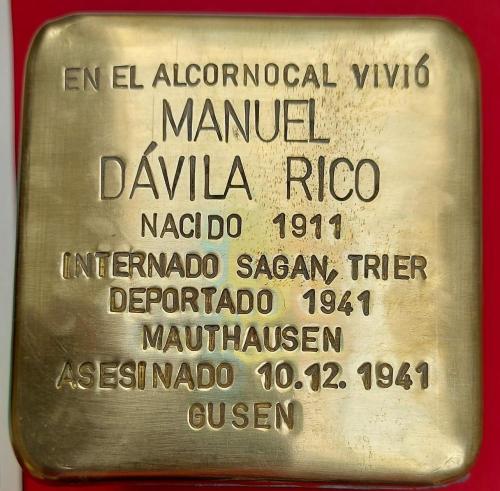 EN EL ALCORNOCAL VIVIÓ
MANUEL
DÁVILA RICO
NACIDO 1911
INTERNADO SAGAN, TRIER
DEPORTADO 1941
MAUTHAUSEN
ASESINADO 10.12.1941
GUSEN